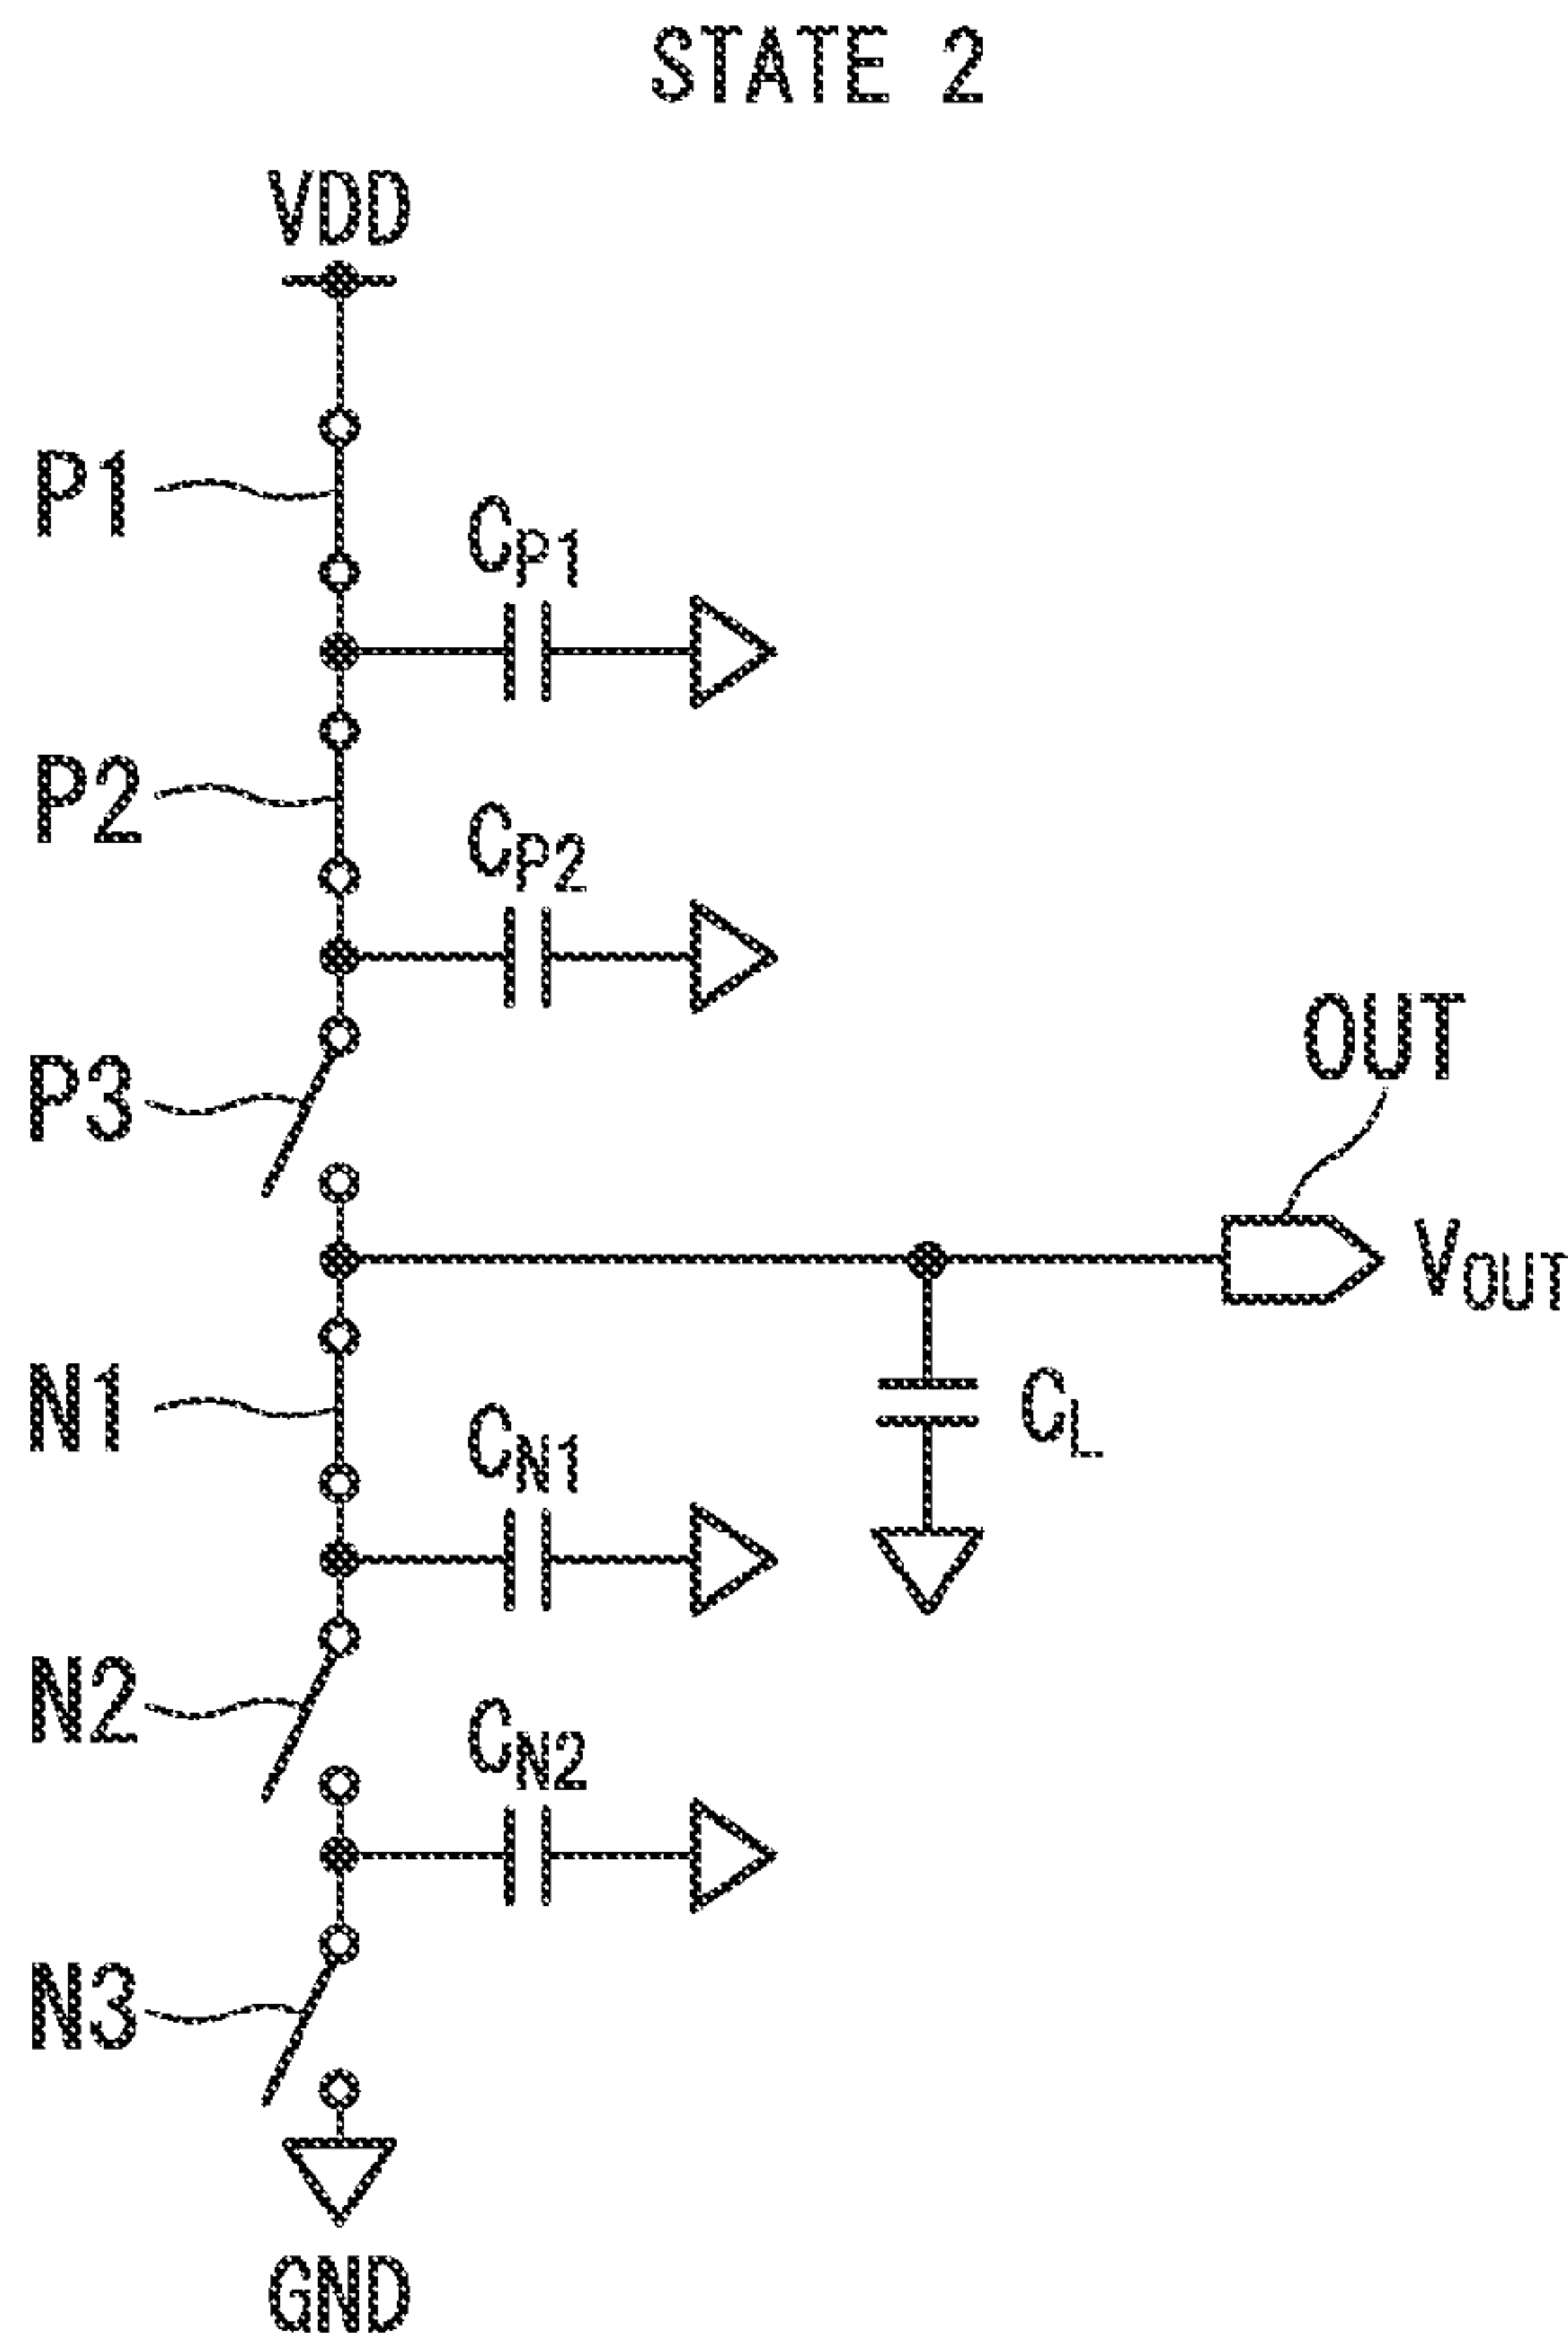 STATE 2
VDD
P1
CP1
P2
CP2
P3
OUT
VOUT
N1
CN1
CL
N2
CN2
N3
GND